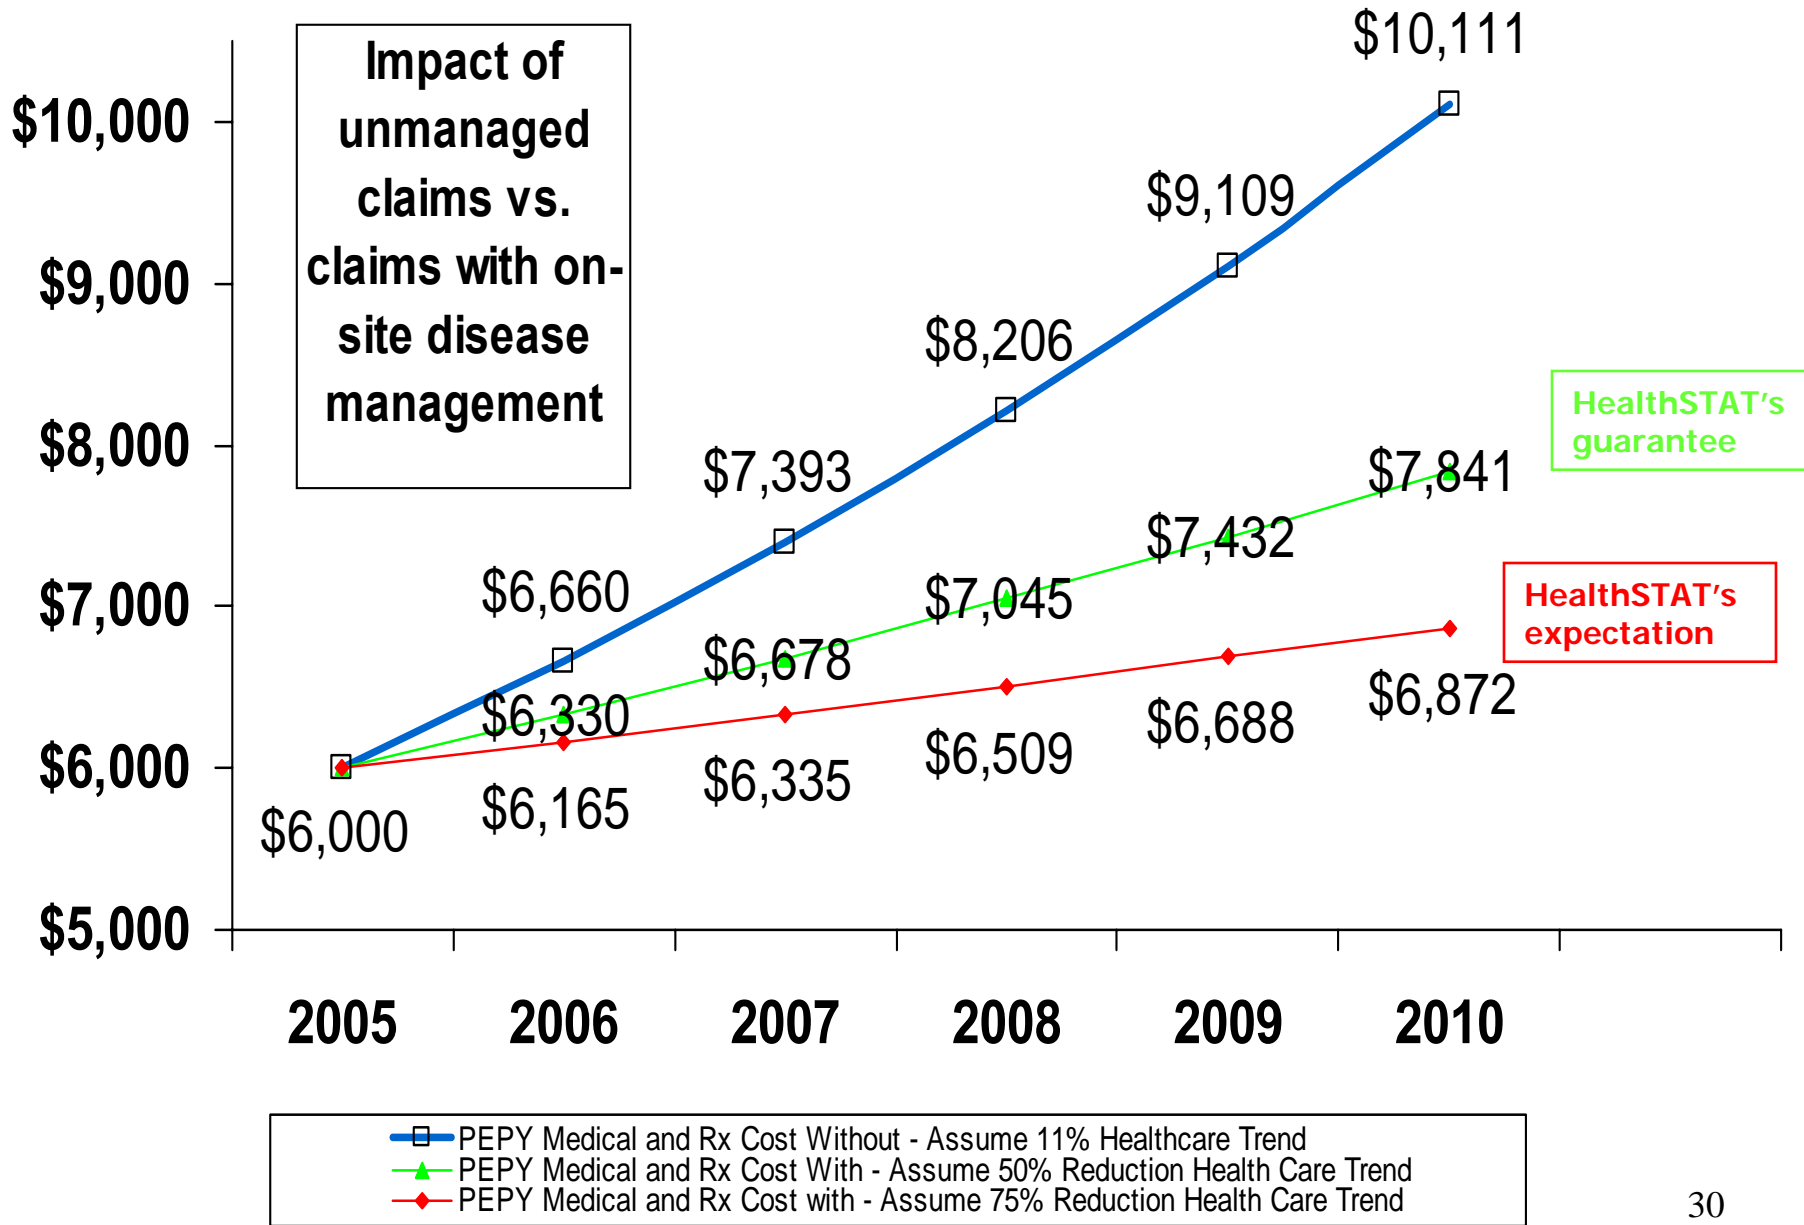 Impact of
unmanaged
claims vs.
claims with on-
site disease
management
$10,000
$9,000
$8,000
$7,000
$6,000
$5,000
$10,111
$9,109
$8,206
$7,393
$6,660
$7,841
$7,432
$7,045
$6,678
$6,330
$6,872
$6,688
$6,509
$6,335
$6,165
$6,000
HealthSTAT's
guarantee
HealthSTAT's
expectation
2005 2006 2007 2008 2009 2010
PEPY Medical and Rx Cost Without - Assume 11% Healthcare Trend
PEPY Medical and Rx Cost With - Assume 50% Reduction Health Care Trend
PEPY Medical and Rx Cost with - Assume 75% Reduction Health Care Trend
30